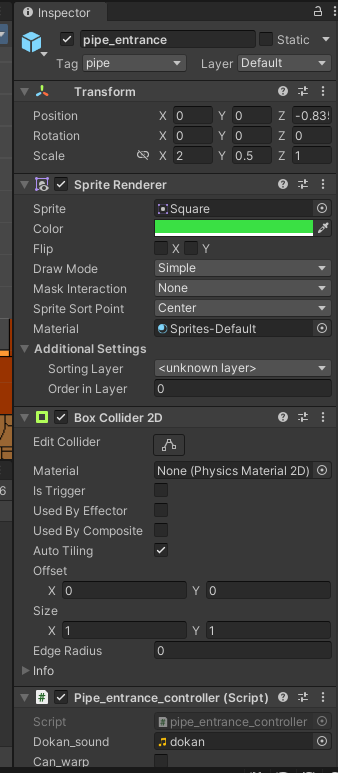 Inspector
pipe_entrance Static
Tag pipe Layer Default
Transform
Position X 0 Y 0 Z -0.835
Rotation X 0 Y 0 Z 0
Scale X 2 Y 0.5 Z 1
Sprite Renderer
Sprite Square
Color
Flip X Y
Draw Mode Simple
Mask Interaction None
Sprite Sort Point Center
Material Sprites-Default
Additional Settings
Sorting Layer <unknown layer>
Order in Layer 0
Box Collider 2D
Edit Collider
Material None (Physics Material 2D)
Is Trigger
Used By Effector
Used By Composite
Auto Tiling
Offset
X 0 Y 0
Size
6
X 1 Y 1
Edge Radius 0
Info
# Pipe_entrance_controller (Script)
Script # pipe_entrance_controller
Dokan_sound dokan
Can_warp